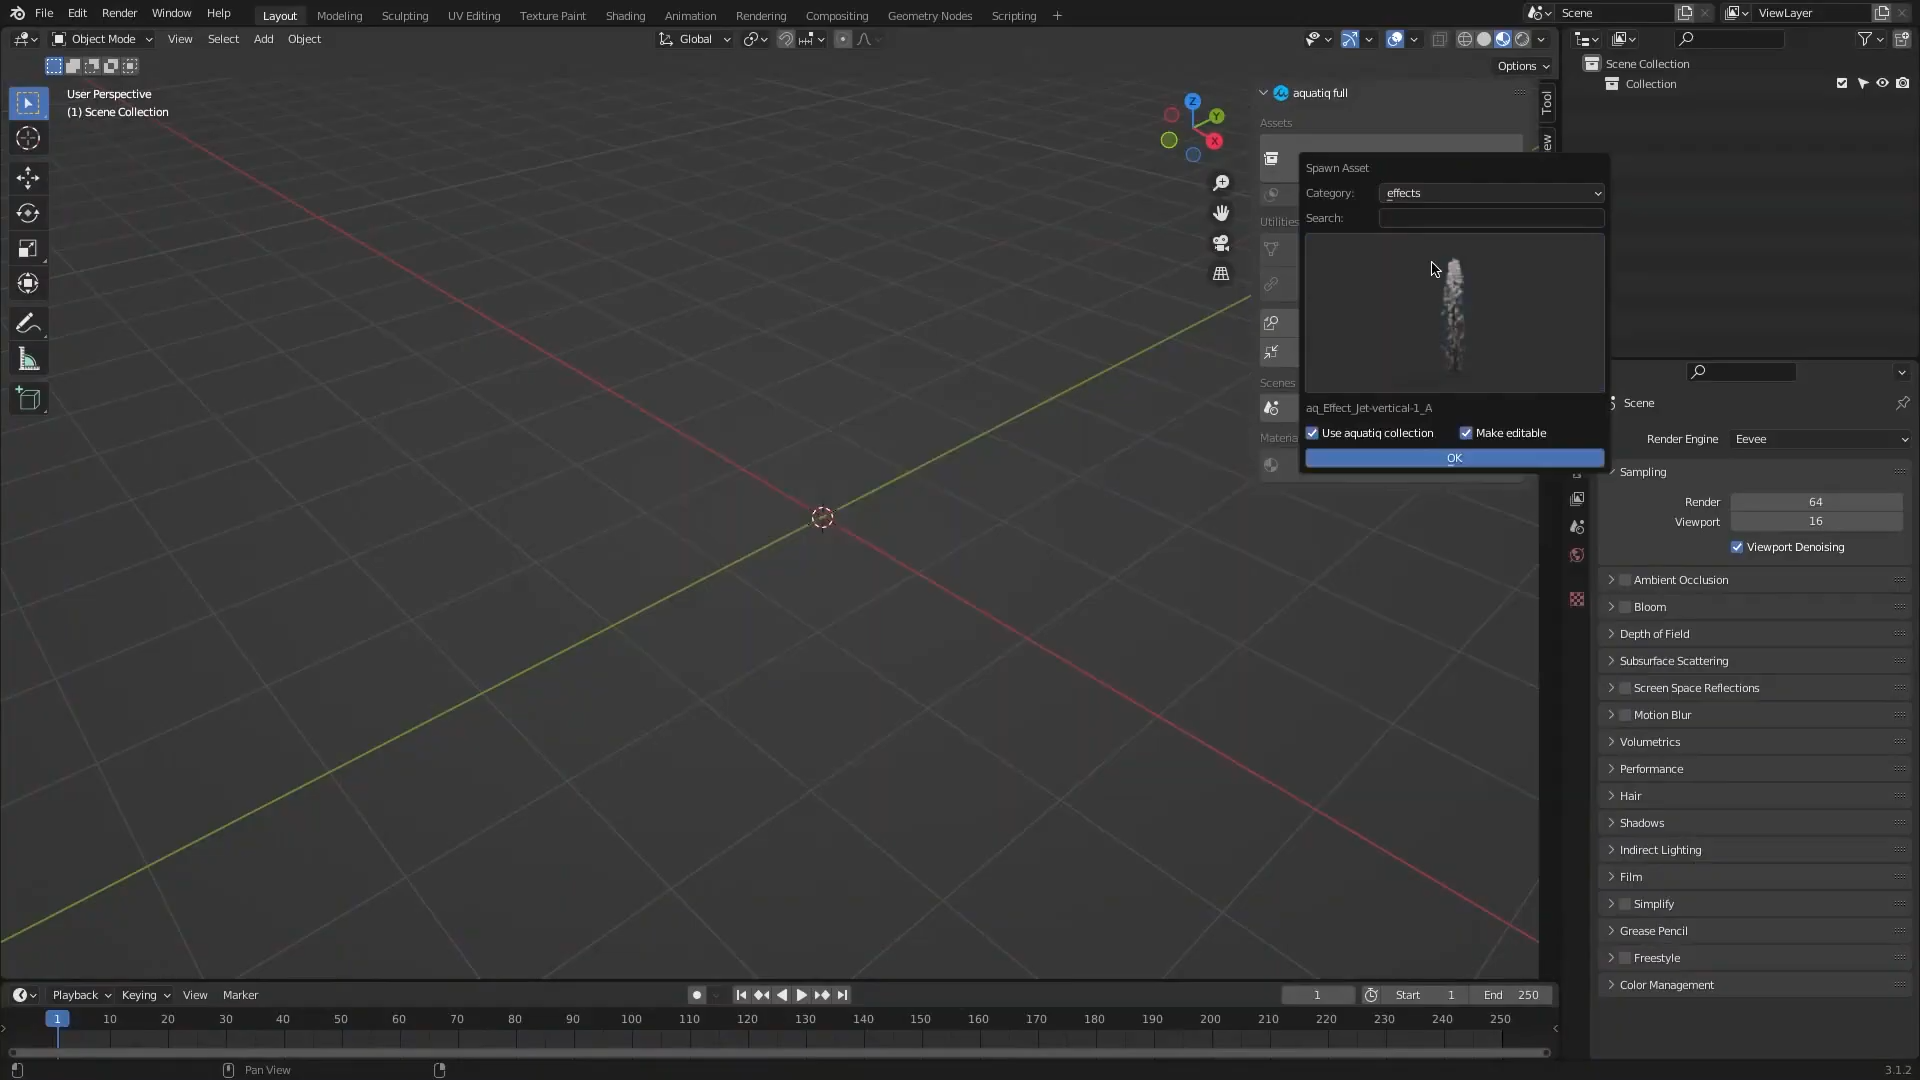 File Edit Render Window Help Layout Modeling Sculpting UV Editing Texture Paint Shading Animation Rendering Compositing Geometry Nodes Scripting + Scene ViewLayer
Object Mode View Select Add Object Global
Options
User Perspective
(1) Scene Collection
Z
Y
X
aquatiq full
Assets
Utilities
Scenes
Tool
Spawn Asset
Category: effects
Search:
aq_Effect_Jet-vertical-1_A
Use aquatiq collection Make editable
OK
Scene Collection
Collection
Scene
Render Engine Eevee
Sampling
Render 64
Viewport 16
Viewport Denoising
Ambient Occlusion
Bloom
Depth of Field
Subsurface Scattering
Screen Space Reflections
Motion Blur
Volumetrics
Performance
Hair
Shadows
Indirect Lighting
Film
Simplify
Grease Pencil
Freestyle
Color Management
Playback Keying View Marker 1 Start 1 End 250
1 10 20 30 40 50 60 70 80 90 100 110 120 130 140 150 160 170 180 190 200 210 220 230 240 250
Pan View 3.1.2